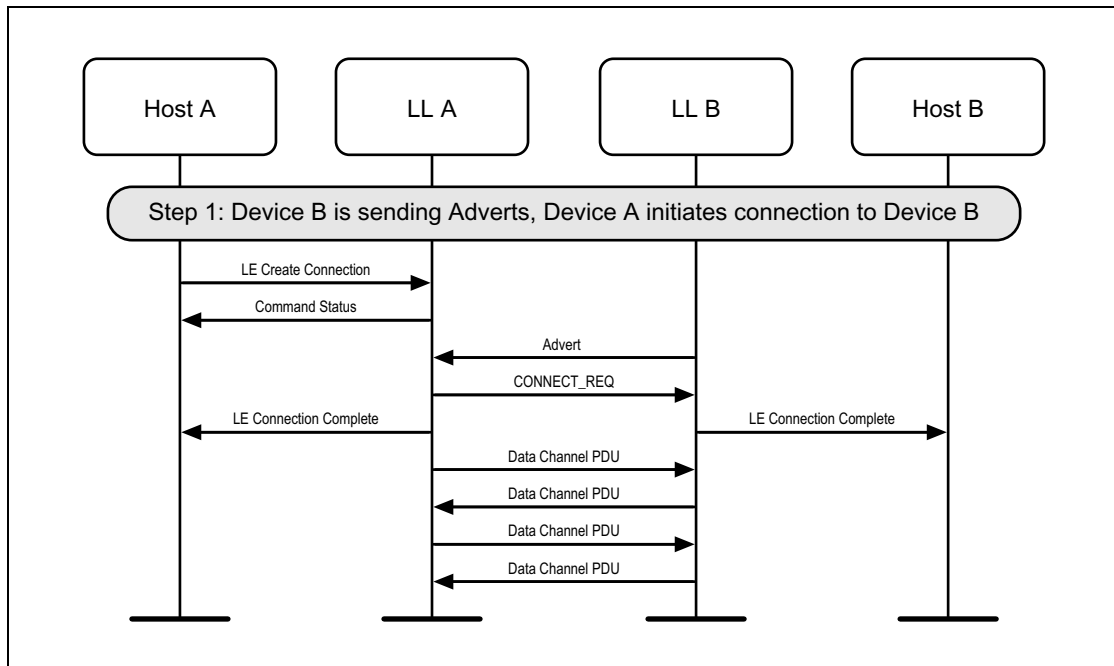 Host A
LL A
LL B
Host B
Step 1: Device B is sending Adverts, Device A initiates connection to Device B
LE Create Connection
Command Status
Advert
CONNECT_REQ
LE Connection Complete
LE Connection Complete
Data Channel PDU
Data Channel PDU
Data Channel PDU
Data Channel PDU